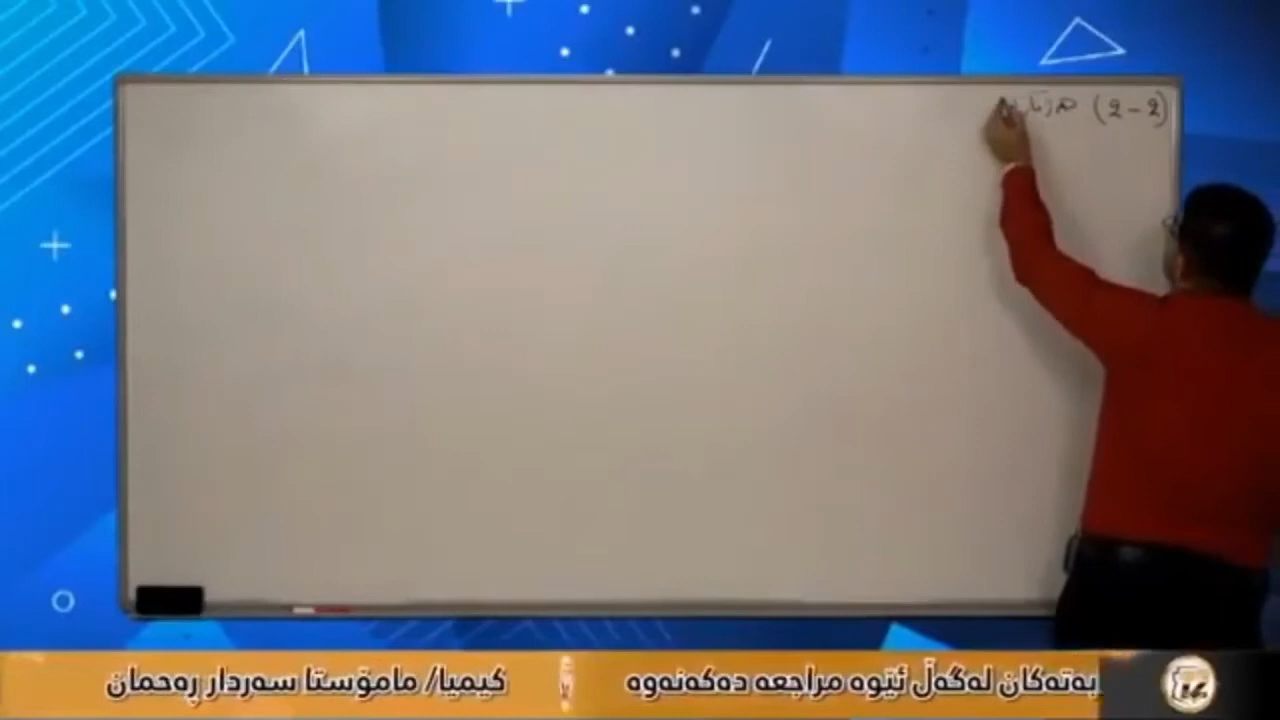 (2-2)
بەتەکان لەگەڵ ئێوە مراجعە دەکەنەوە
کیمیا/ مامۆستا سەردار ڕەحمان